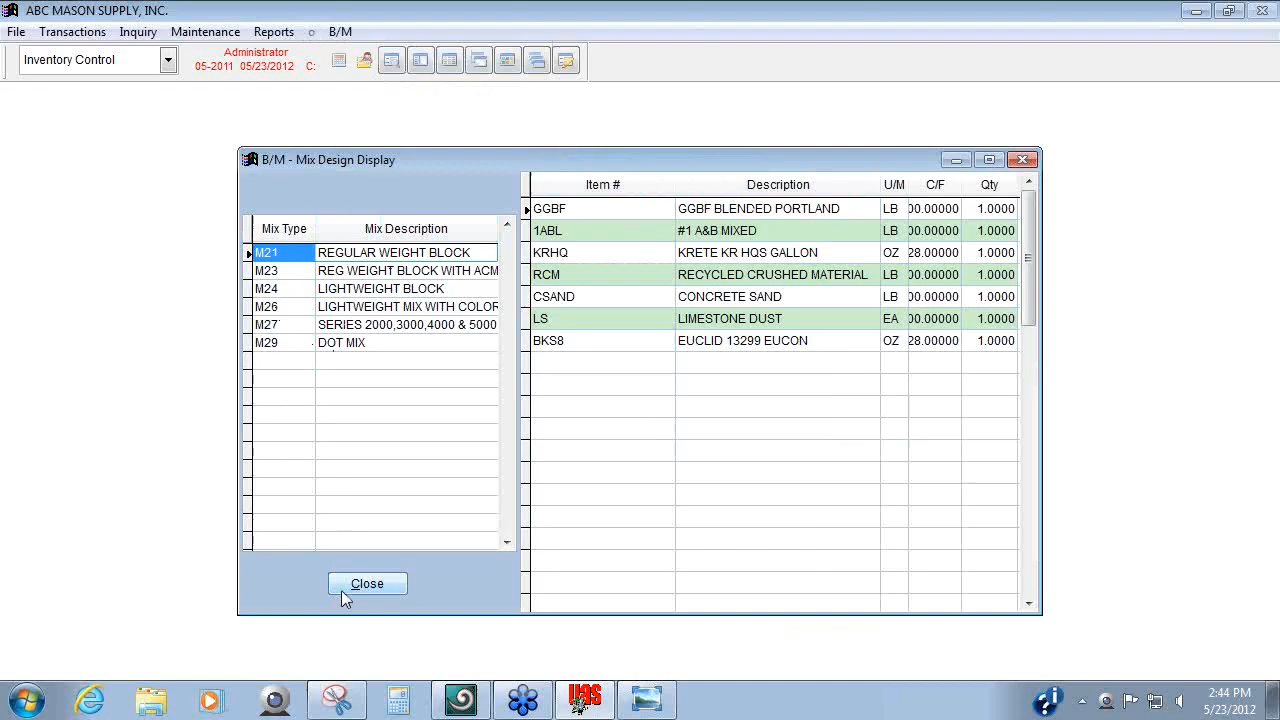 ABC MASON SUPPLY, INC.
File Transactions Inquiry Maintenance Reports o B/M
Inventory Control
Administrator
05-2011 05/23/2012 C:
B/M - Mix Design Display
Mix Type Mix Description
M21 REGULAR WEIGHT BLOCK
M23 REG WEIGHT BLOCK WITH ACM
M24 LIGHTWEIGHT BLOCK
M26 LIGHTWEIGHT MIX WITH COLOR
M27 SERIES 2000,3000,4000 & 5000
M29 DOT MIX
Close
Item # Description U/M C/F Qty
GGBF GGBF BLENDED PORTLAND LB 00.00000 1.0000
1ABL #1 A&B MIXED LB 00.00000 1.0000
KRHQ KRETE KR HQS GALLON OZ 28.00000 1.0000
RCM RECYCLED CRUSHED MATERIAL LB 00.00000 1.0000
CSAND CONCRETE SAND LB 00.00000 1.0000
LS LIMESTONE DUST EA 00.00000 1.0000
BKS8 EUCLID 13299 EUCON OZ 28.00000 1.0000
2:44 PM
5/23/2012